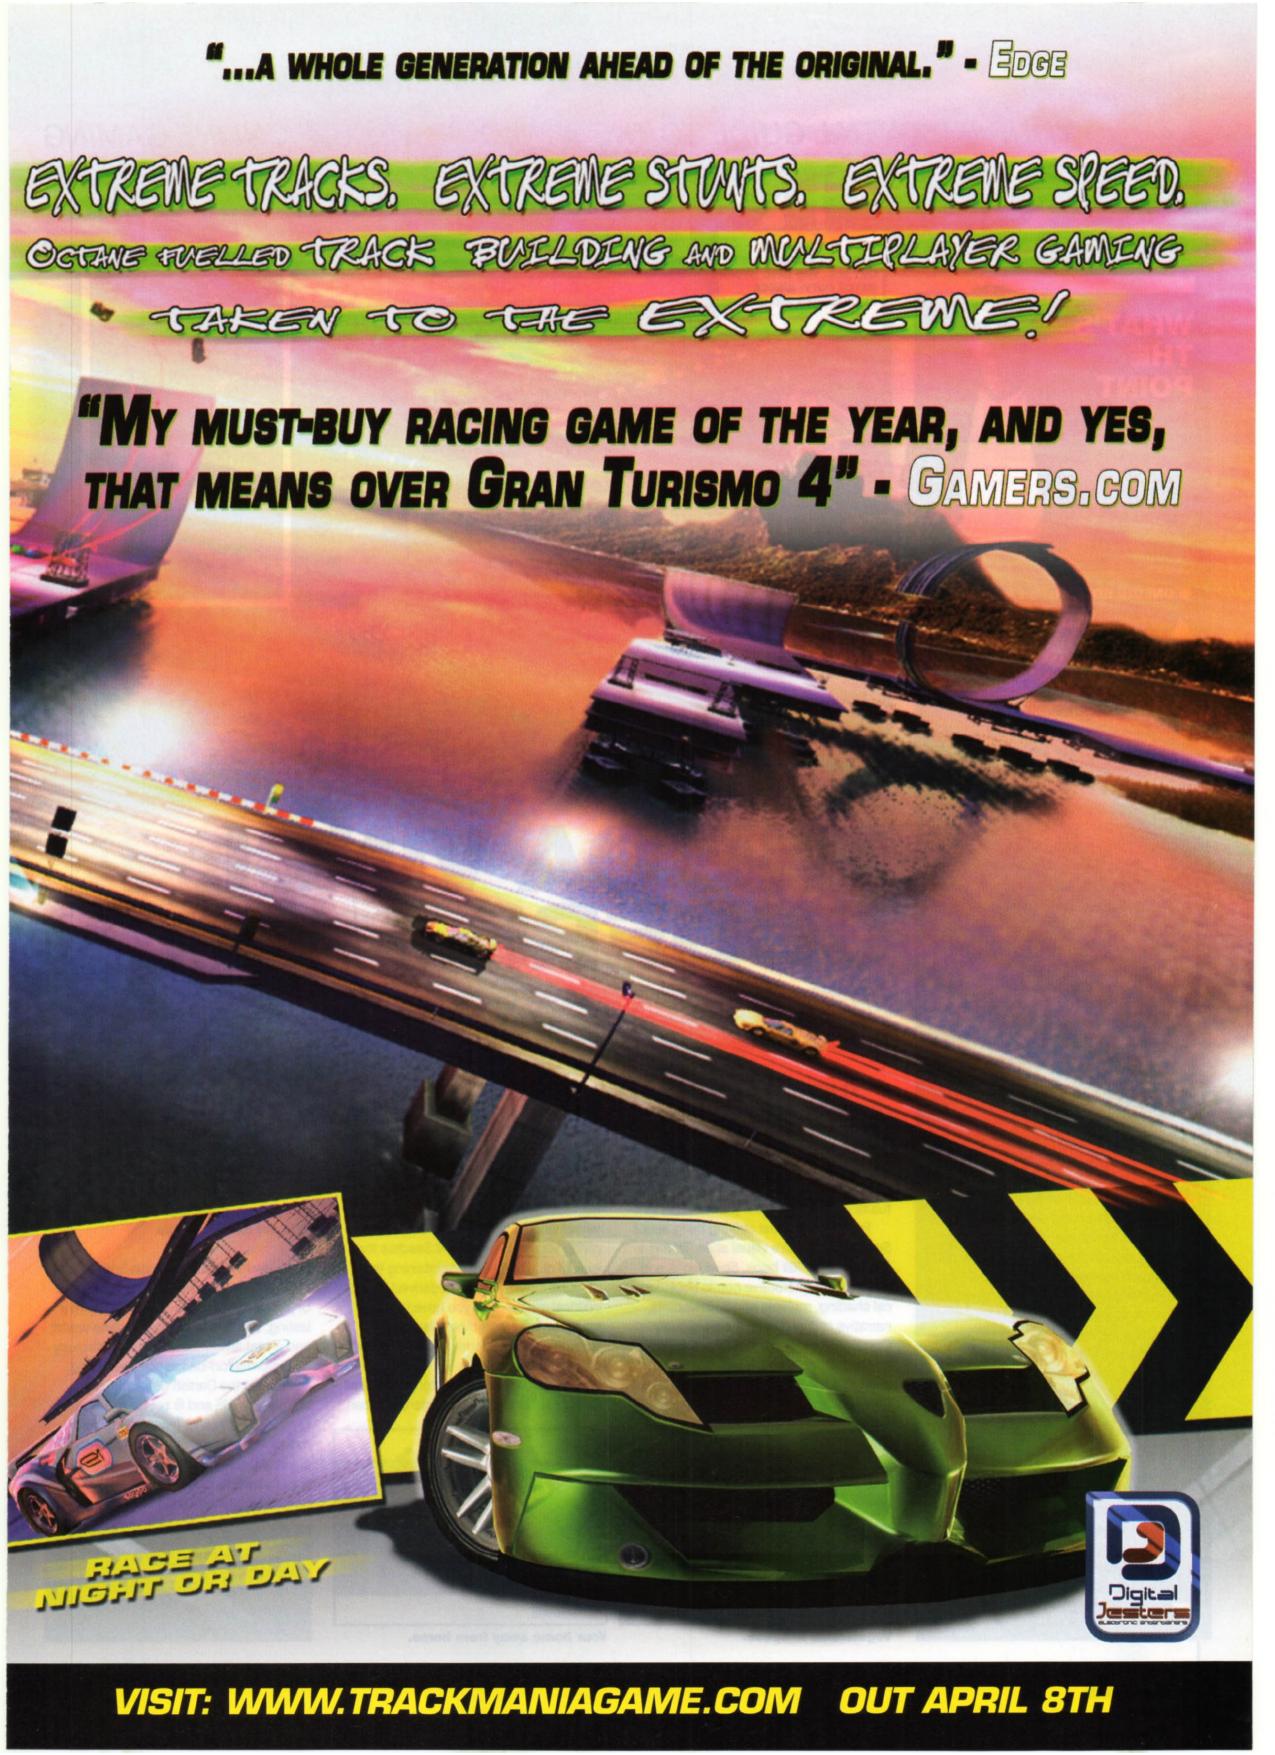 "...A WHOLE GENERATION AHEAD OF THE ORIGINAL." - EDGE
EXTREME TRACKS. EXTREME STUNTS. EXTREME SPEED.
OCTANE FUELLED TRACK BUILDING AND MULTIPLAYER GAMING
TAKEN TO THE EXTREME!
"MY MUST-BUY RACING GAME OF THE YEAR, AND YES,
THAT MEANS OVER GRAN TURISMO 4" - GAMERS.COM
RACE AT
NIGHT OR DAY
Digital
Jesters
VISIT: WWW.TRACKMANIAGAME.COM OUT APRIL 8TH